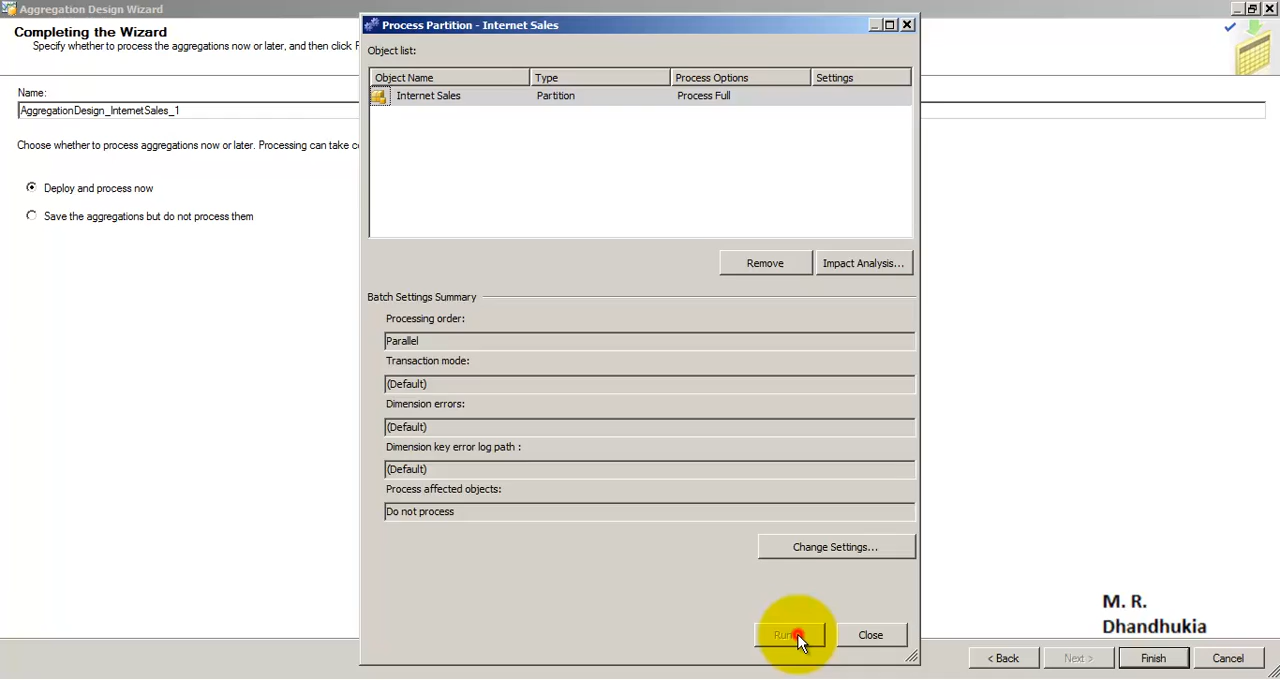 Aggregation Design Wizard
Completing the Wizard
Specify whether to process the aggregations now or later, and then click F
Name:
AggregationDesign_InternetSales_1
Choose whether to process aggregations now or later. Processing can take
Deploy and process now
Save the aggregations but do not process them
Process Partition - Internet Sales
Object list:
Object Name Type Process Options Settings
Internet Sales Partition Process Full
Remove Impact Analysis...
Batch Settings Summary
Processing order:
Parallel
Transaction mode:
(Default)
Dimension errors:
(Default)
Dimension key error log path :
(Default)
Process affected objects:
Do not process
Change Settings...
Run Close
M. R.
Dhandhukia
< Back Next > Finish Cancel